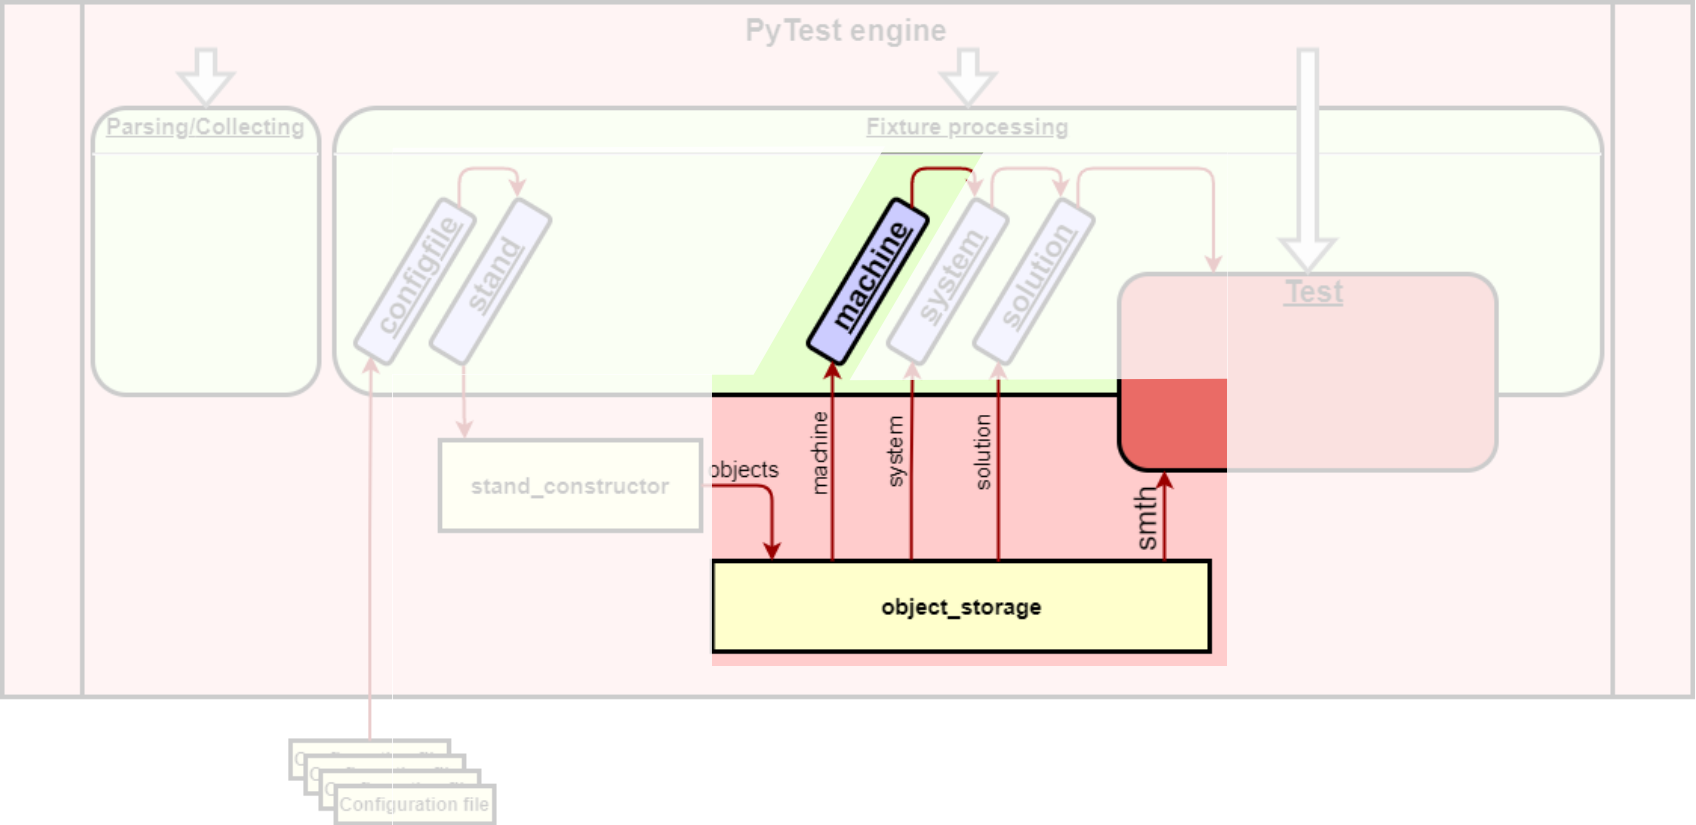 PyTest engine
Parsing/Collecting
Fixture processing
configfile
stand
machine
system
solution
Test
machine
system
solution
objects
smth
stand_constructor
object_storage
Configuration file